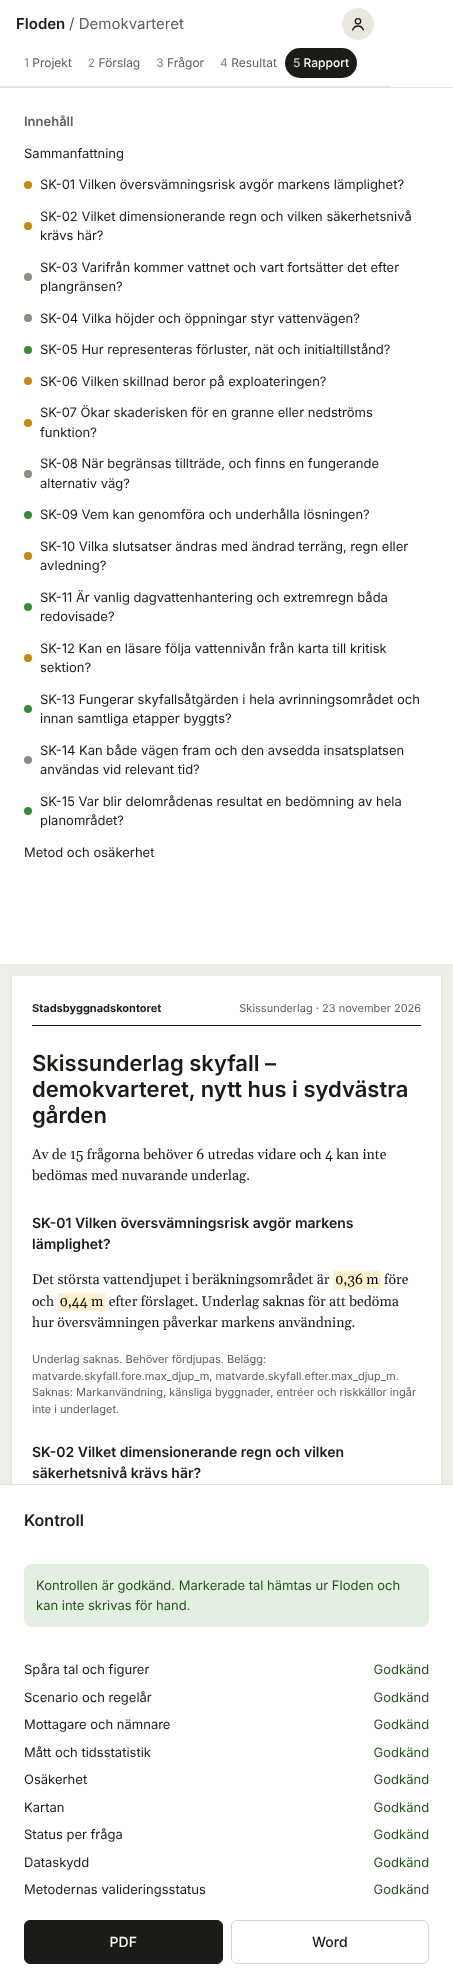 Floden / Demokvarteret
1 Projekt 2 Förslag 3 Frågor 4 Resultat 5 Rapport
Innehåll
Sammanfattning
SK-01 Vilken översvämningsrisk avgör markens lämplighet?
SK-02 Vilket dimensionerande regn och vilken säkerhetsnivå
krävs här?
SK-03 Varifrån kommer vattnet och vart fortsätter det efter
plangränsen?
SK-04 Vilka höjder och öppningar styr vattenvägen?
SK-05 Hur representeras förluster, nät och initialtillstånd?
SK-06 Vilken skillnad beror på exploateringen?
SK-07 Ökar skaderisken för en granne eller nedströms
funktion?
SK-08 När begränsas tillträde, och finns en fungerande
alternativ väg?
SK-09 Vem kan genomföra och underhålla lösningen?
SK-10 Vilka slutsatser ändras med ändrad terräng, regn eller
avledning?
SK-11 Är vanlig dagvattenhantering och extremregn båda
redovisade?
SK-12 Kan en läsare följa vattennivån från karta till kritisk
sektion?
SK-13 Fungerar skyfallsåtgärden i hela avrinningsområdet och
innan samtliga etapper byggts?
SK-14 Kan både vägen fram och den avsedda insatsplatsen
användas vid relevant tid?
SK-15 Var blir delområdenas resultat en bedömning av hela
planområdet?
Metod och osäkerhet
Stadsbyggnadskontoret Skissunderlag · 23 november 2026
Skissunderlag skyfall –
demokvarteret, nytt hus i sydvästra
gården
Av de 15 frågorna behöver 6 utredas vidare och 4 kan inte
bedömas med nuvarande underlag.
SK-01 Vilken översvämningsrisk avgör markens
lämplighet?
Det största vattendjupet i beräkningsområdet är 0,36 m före
och 0,44 m efter förslaget. Underlag saknas för att bedöma
hur översvämningen påverkar markens användning.
Underlag saknas. Behöver fördjupas. Belägg:
matvarde.skyfall.fore.max_djup_m, matvarde.skyfall.efter.max_djup_m.
Saknas: Markanvändning, känsliga byggnader, entréer och riskkällor ingår
inte i underlaget.
SK-02 Vilket dimensionerande regn och vilken
säkerhetsnivå krävs här?
Kontroll
Kontrollen är godkänd. Markerade tal hämtas ur Floden och
kan inte skrivas för hand.
Spåra tal och figurer Godkänd
Scenario och regelår Godkänd
Mottagare och nämnare Godkänd
Mått och tidsstatistik Godkänd
Osäkerhet Godkänd
Kartan Godkänd
Status per fråga Godkänd
Dataskydd Godkänd
Metodernas valideringsstatus Godkänd
PDF Word